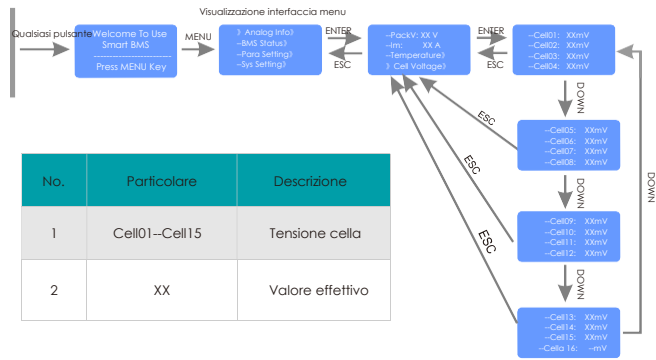 Visualizzazione interfaccia menu
Qualsiasi pulsante
Welcome To Use
Smart BMS
----------------------------
Press MENU Key
MENU
》Analog Info》
--BMS Status》
--Para Setting》
--Sys Setting》
ENTER
ESC
--PackV: XX V
--Im: XX A
--Temperature》
》Cell Voltage》
ENTER
ESC
--Cell01: XXmV
--Cell02: XXmV
--Cell03: XXmV
--Cell04: XXmV
DOWN
ESC
--Cell05: XXmV
--Cell06: XXmV
--Cell07: XXmV
--Cell08: XXmV
DOWN
ESC
--Cell09: XXmV
--Cell10: XXmV
--Cell11: XXmV
--Cell12: XXmV
DOWN
ESC
--Cell13: XXmV
--Cell14: XXmV
--Cell15: XXmV
--Cella 16: --mV
DOWN
No. Particolare Descrizione
1 Cell01--Cell15 Tensione cella
2 XX Valore effettivo